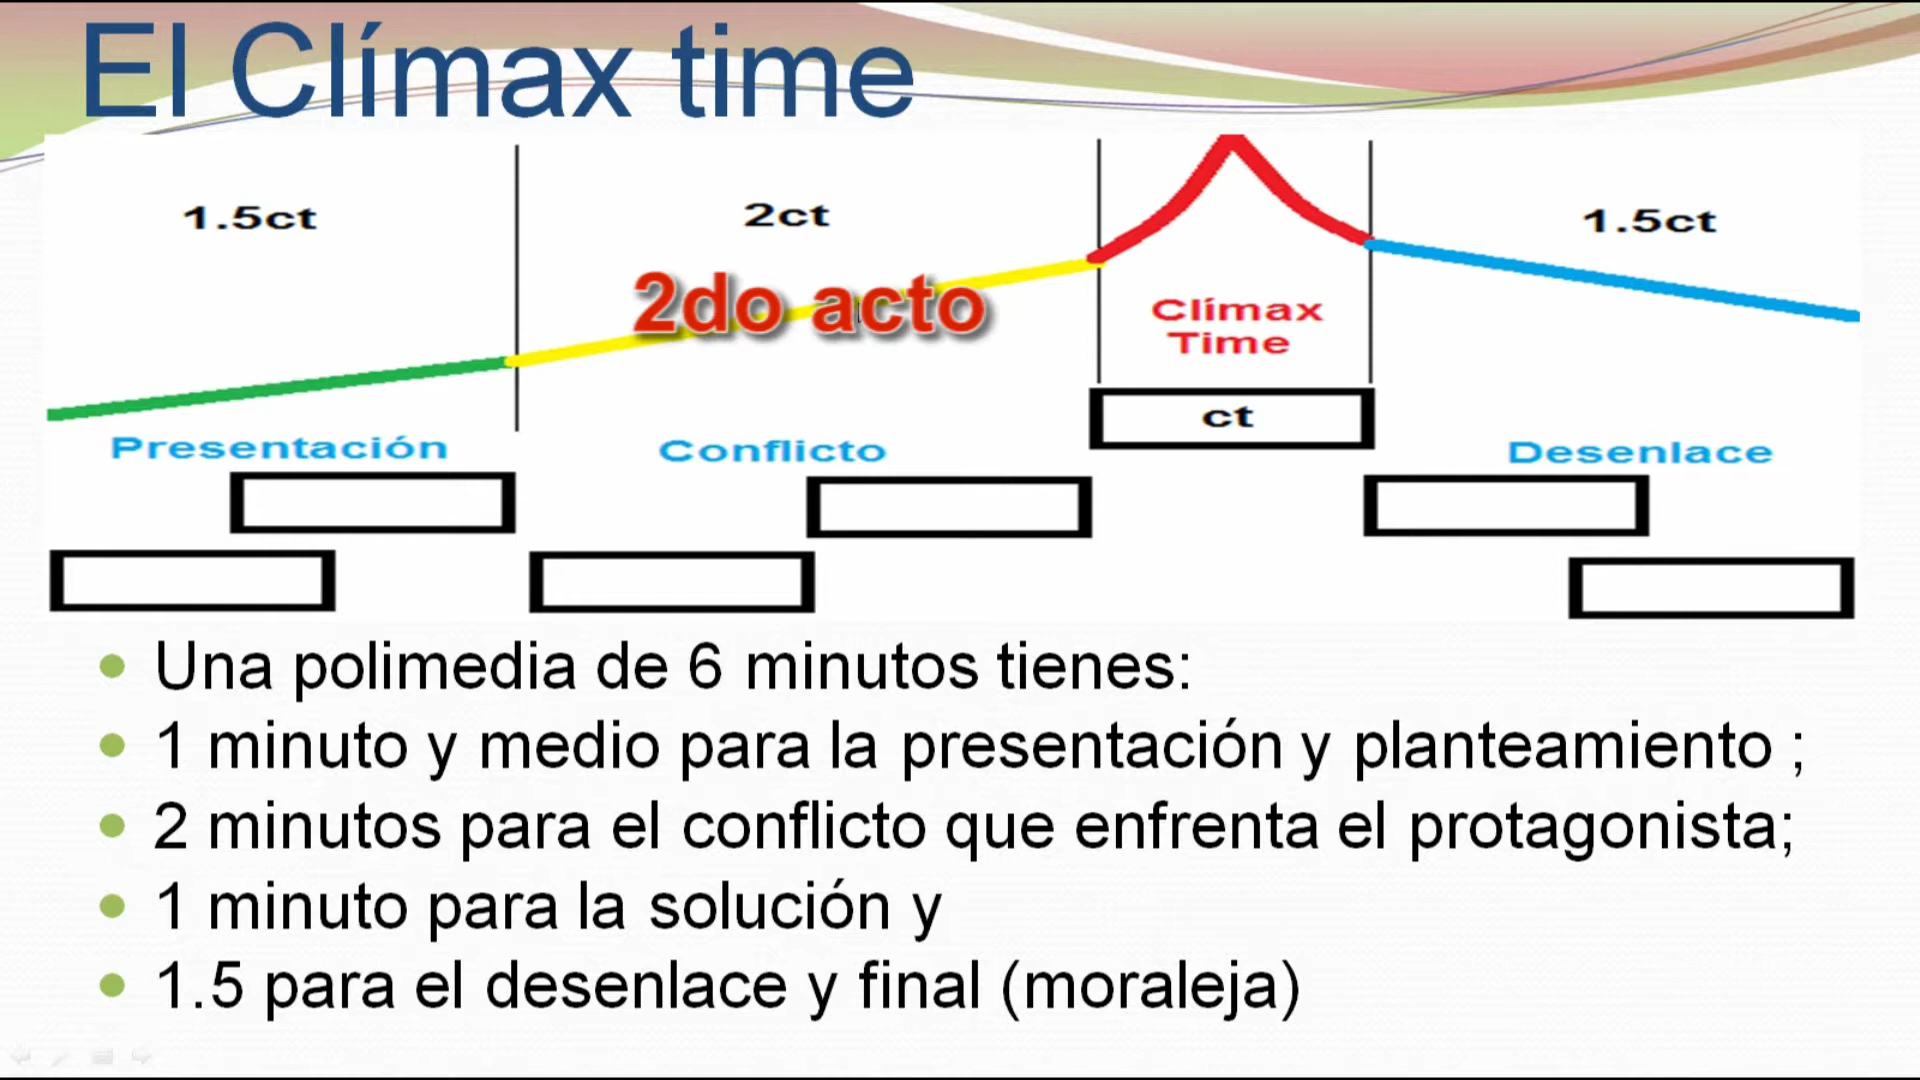 El Clímax time
1.5ct
2ct
1.5ct
2do acto
Clímax
Time
ct
Presentación
Conflicto
Desenlace
Una polimedia de 6 minutos tienes:
1 minuto y medio para la presentación y planteamiento ;
2 minutos para el conflicto que enfrenta el protagonista;
1 minuto para la solución y
1.5 para el desenlace y final (moraleja)